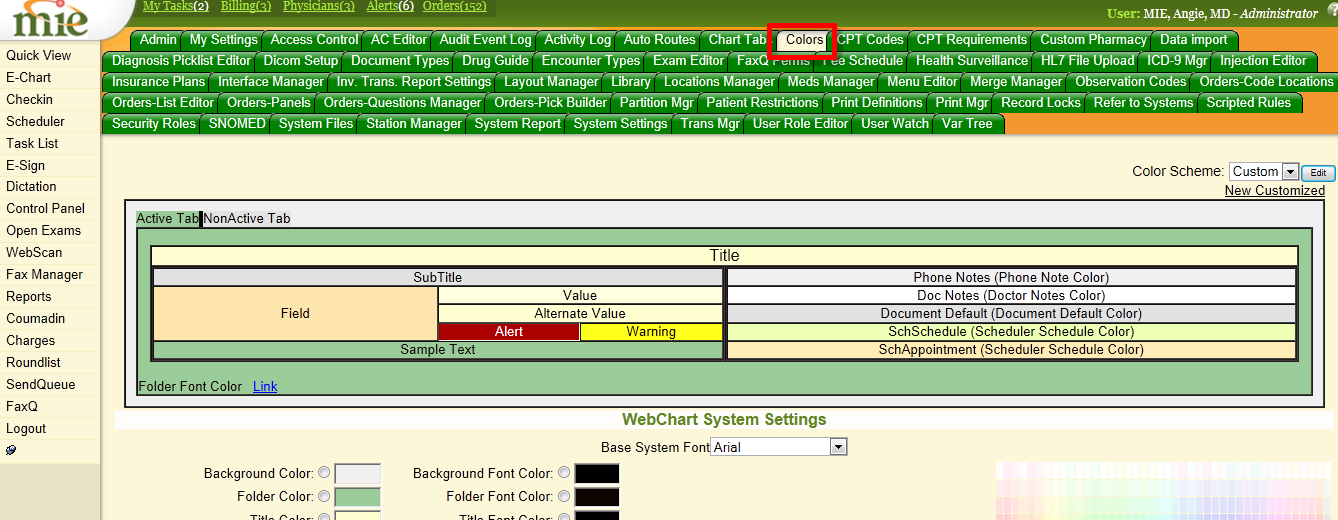 mie My Tasks(2) Billing(3) Physicians(3) Alerts(6) Orders(152)
User: MIE, Angie, MD - Administrator
Quick View
E-Chart
Checkin
Scheduler
Task List
E-Sign
Dictation
Control Panel
Open Exams
WebScan
Fax Manager
Reports
Coumadin
Charges
Roundlist
SendQueue
FaxQ
Logout
Admin My Settings Access Control AC Editor Audit Event Log Activity Log Auto Routes Chart Tab Colors CPT Codes CPT Requirements Custom Pharmacy Data import
Diagnosis Picklist Editor Dicom Setup Document Types Drug Guide Encounter Types Exam Editor FaxQ Perms Fee Schedule Health Surveillance HL7 File Upload ICD-9 Mgr Injection Editor
Insurance Plans Interface Manager Inv. Trans. Report Settings Layout Manager Library Locations Manager Meds Manager Menu Editor Merge Manager Observation Codes Orders-Code Locations
Orders-List Editor Orders-Panels Orders-Questions Manager Orders-Pick Builder Partition Mgr Patient Restrictions Print Definitions Print Mgr Record Locks Refer to Systems Scripted Rules
Security Roles SNOMED System Files Station Manager System Report System Settings Trans Mgr User Role Editor User Watch Var Tree
Color Scheme: Custom Edit
New Customized
Active Tab NonActive Tab
Title
SubTitle Phone Notes (Phone Note Color)
Field Value Doc Notes (Doctor Notes Color)
Alternate Value Document Default (Document Default Color)
Alert Warning SchSchedule (Scheduler Schedule Color)
Sample Text SchAppointment (Scheduler Schedule Color)
Folder Font Color Link
WebChart System Settings
Base System Font Arial
Background Color: Background Font Color:
Folder Color: Folder Font Color:
Title Color: Title Font Color: